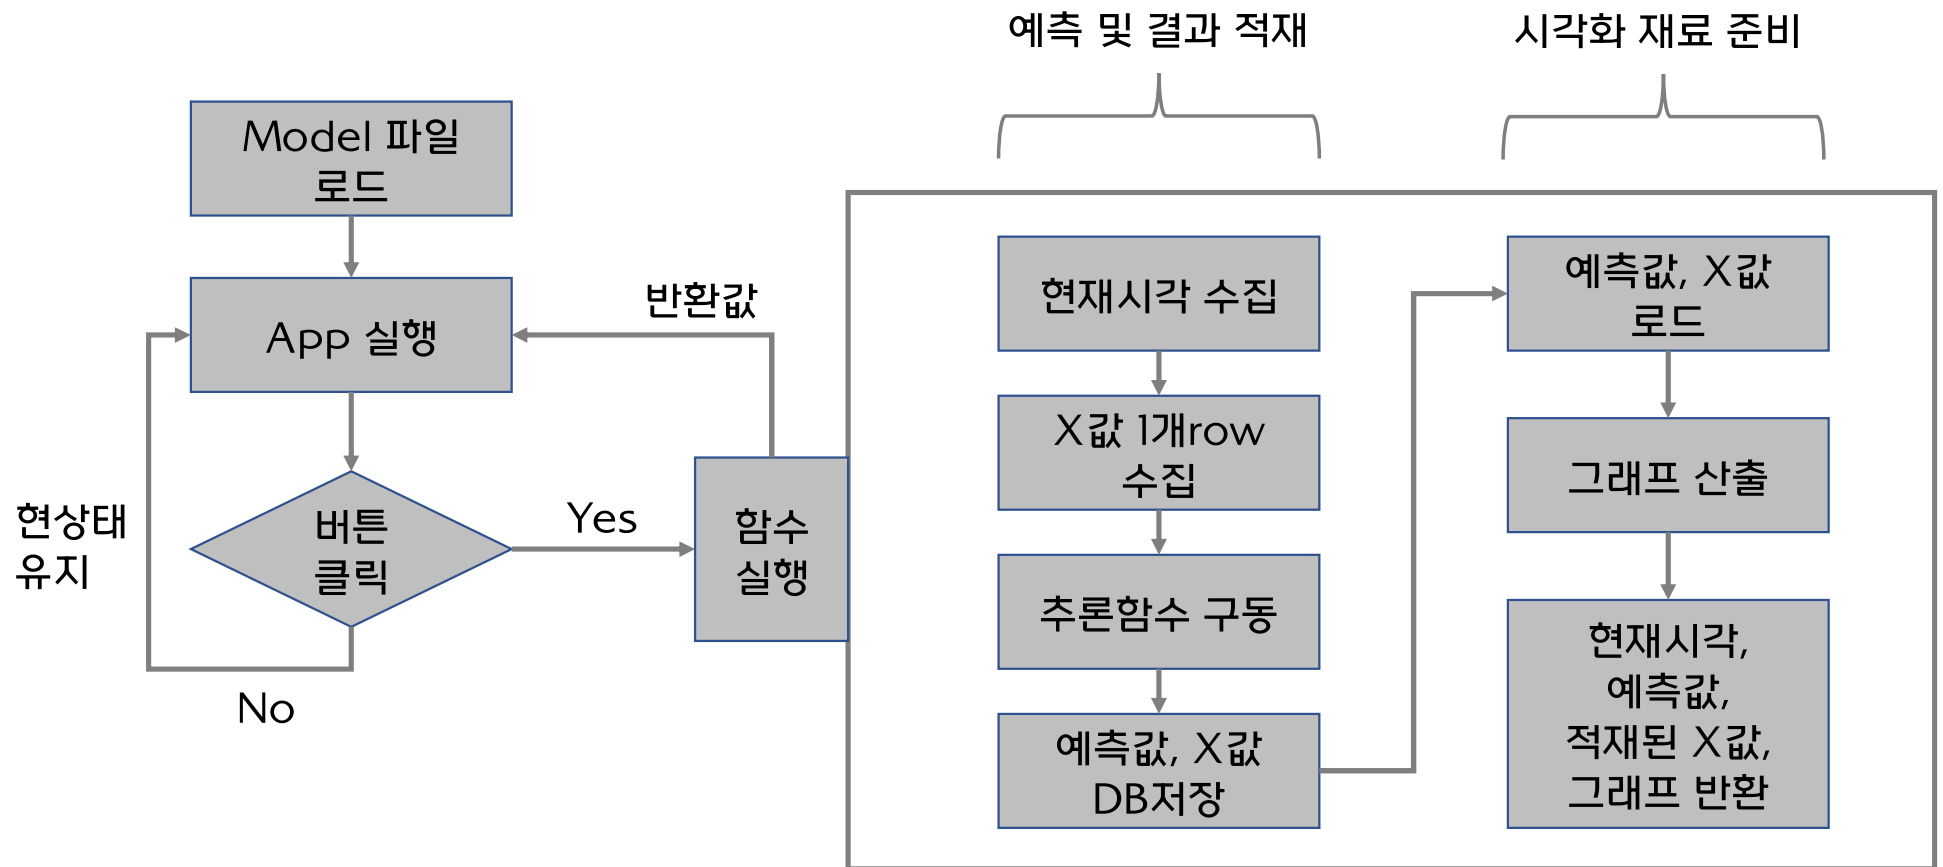 예측 및 결과 적재
시각화 재료 준비
Model 파일
로드
App 실행
반환값
버튼
클릭
Yes
No
현상태
유지
함수
실행
현재시각 수집
X값 1개row
수집
추론함수 구동
예측값, X값
DB저장
예측값, X값
로드
그래프 산출
현재시각,
예측값,
적재된 X값,
그래프 반환